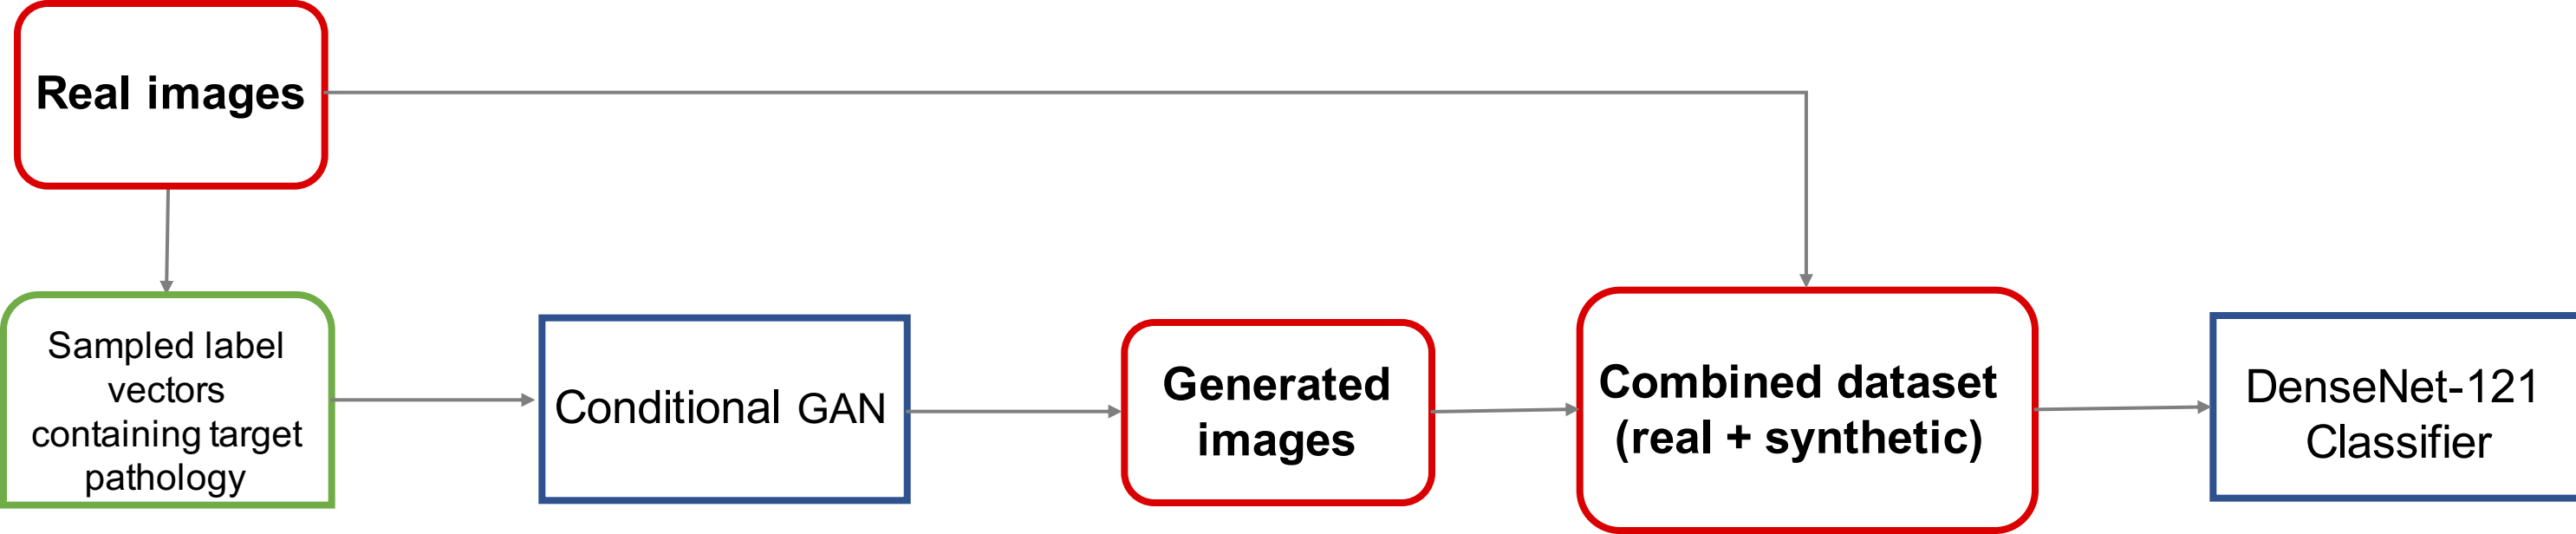 Real images
Sampled label
vectors
containing target
pathology
Conditional GAN
Generated
images
Combined dataset
(real + synthetic)
DenseNet-121
Classifier